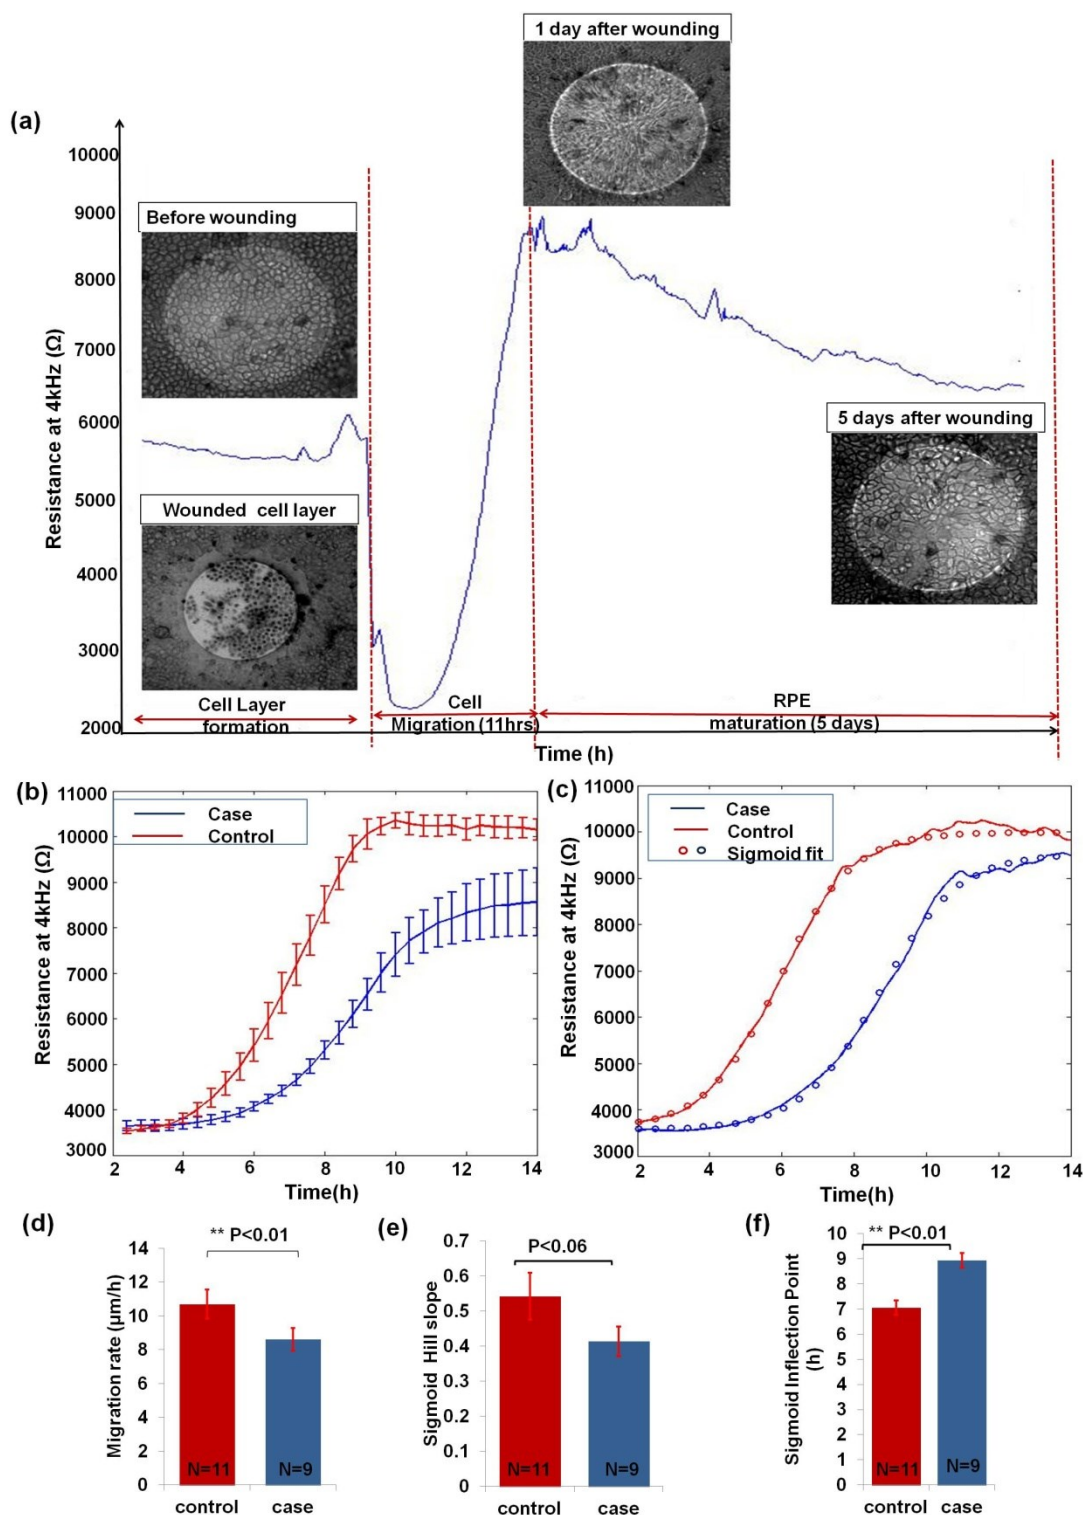 1 day after wounding
(a)
10000
9000
8000
7000
6000
5000
4000
3000
2000
Resistance at 4kHz (Ω)
Before wounding
Wounded cell layer
5 days after wounding
Cell Layer
formation
Cell
Migration (11hrs)
RPE
maturation (5 days)
Time (h)
(b)
11000
10000
9000
8000
7000
6000
5000
4000
3000
Resistance at 4kHz (Ω)
Case
Control
2 4 6 8 10 12 14
Time(h)
(c)
11000
10000
9000
8000
7000
6000
5000
4000
3000
Resistance at 4kHz (Ω)
Case
Control
Sigmoid fit
2 4 6 8 10 12 14
Time(h)
(d)
** P<0.01
14
12
10
8
6
4
2
0
Migration rate (µm/h)
N=11 N=9
control case
(e)
P<0.06
0.7
0.6
0.5
0.4
0.3
0.2
0.1
0
Sigmoid Hill slope
N=11 N=9
control case
(f)
** P<0.01
10
9
8
7
6
5
4
3
2
1
0
Sigmoid Inflection Point
(h)
N=11 N=9
control case